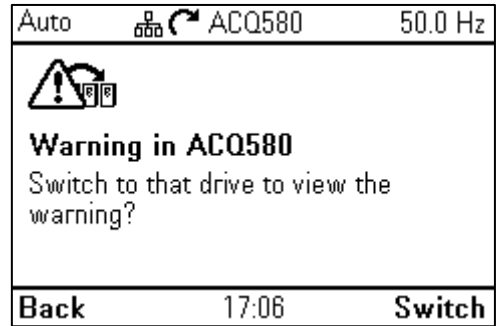 Auto ACQ580 50.0 Hz
Warning in ACQ580
Switch to that drive to view the
warning?
Back 17:06 Switch